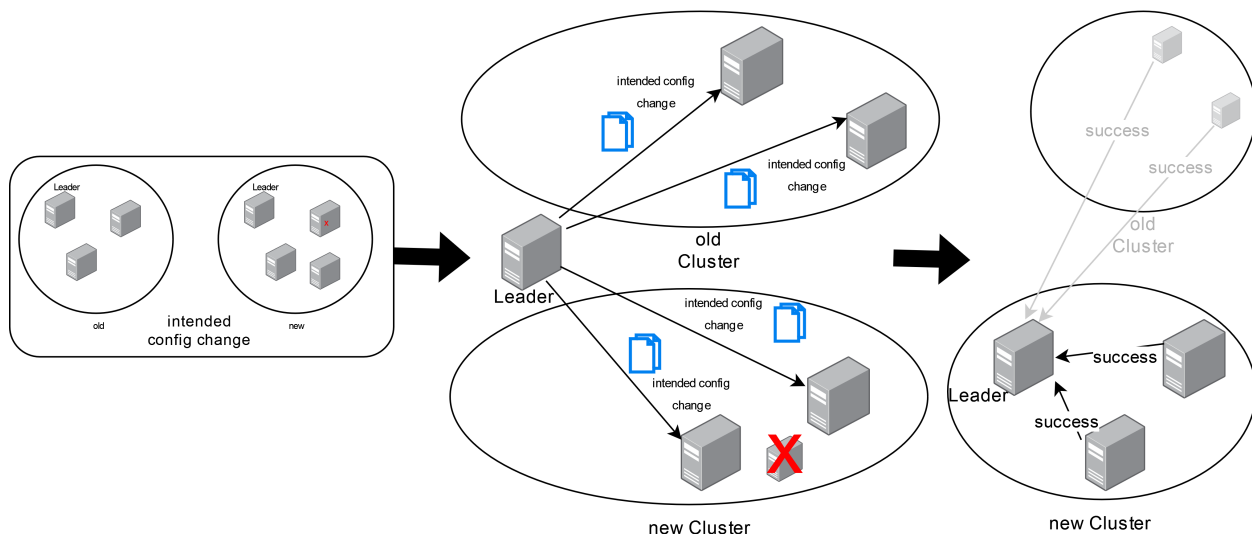 Leader
Leader
x
old
new
intended
config change
intended config
change
intended config
change
old
Cluster
Leader
intended config
change
intended config
change
X
new Cluster
success
success
old
Cluster
success
Leader
success
new Cluster